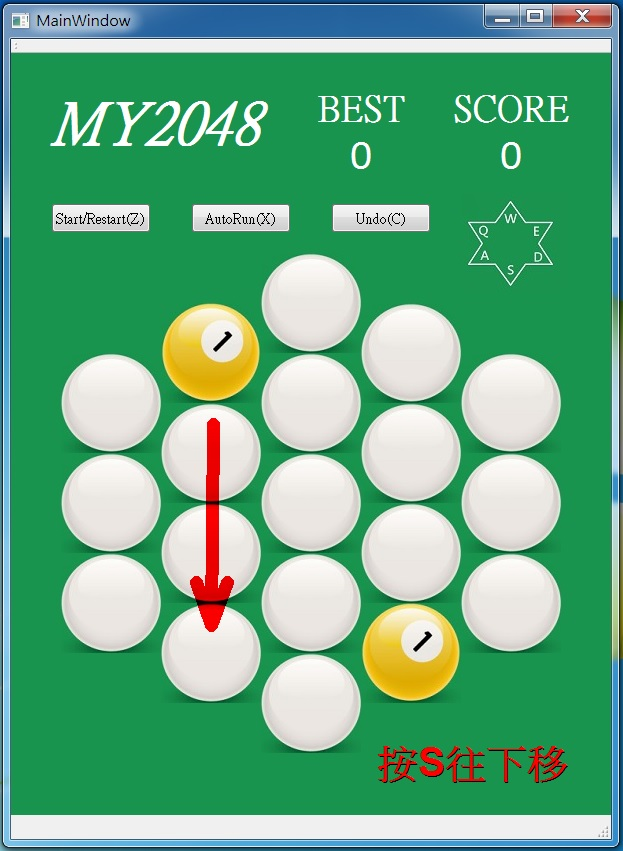 MainWindow
MY2048
BEST
SCORE
0
0
Start/Restart(Z)
AutoRun(X)
Undo(C)
W
Q
E
A
D
S
1
1
按S往下移